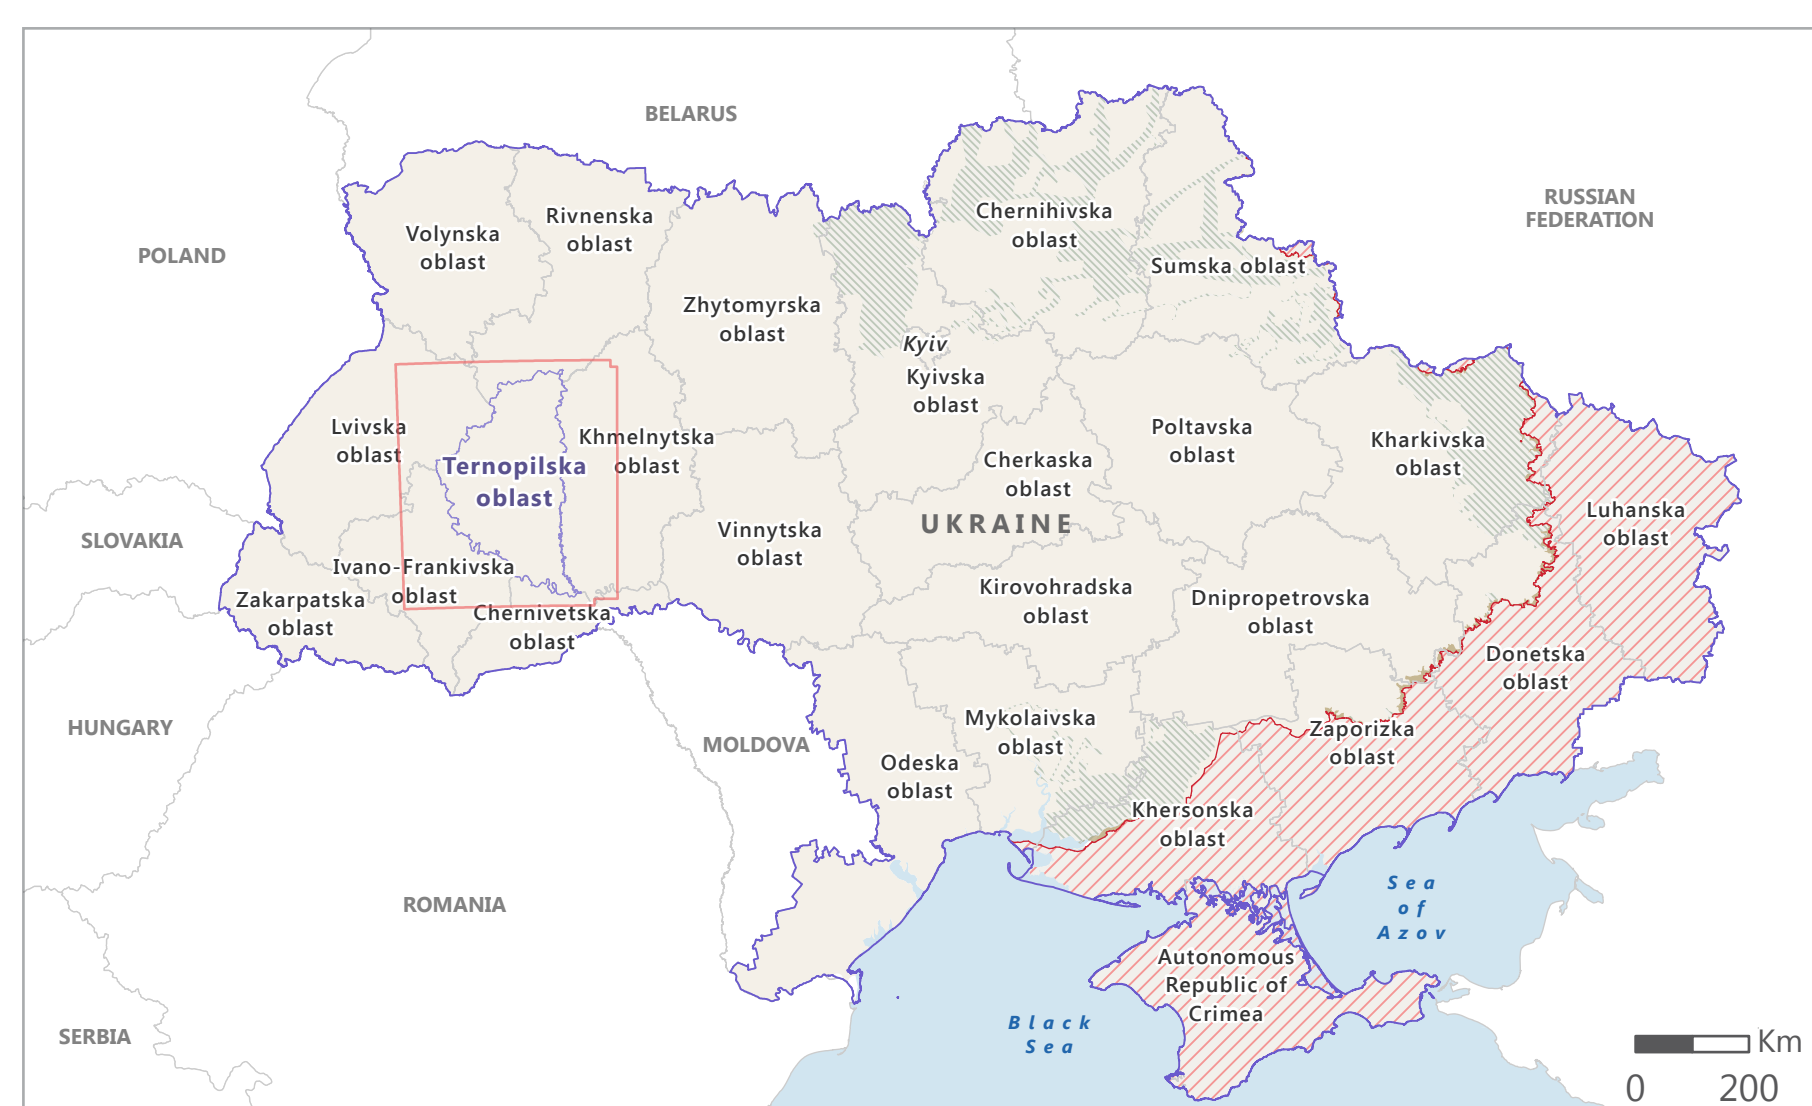 BELARUS
RUSSIAN
FEDERATION
POLAND
Volynska
oblast
Rivnenska
oblast
Chernihivska
oblast
Sumska oblast
Zhytomyrska
oblast
Kyiv
Kyivska
oblast
Lvivska
oblast
Ternopilska
oblast
Khmelnytska
oblast
Cherkaska
oblast
Poltavska
oblast
Kharkivska
oblast
Luhanska
oblast
UKRAINE
Vinnytska
oblast
SLOVAKIA
Ivano-Frankivska
oblast
Zakarpatska
oblast
Chernivetska
oblast
Kirovohradska
oblast
Dnipropetrovska
oblast
Donetska
oblast
HUNGARY
MOLDOVA
Mykolaivska
oblast
Odeska
oblast
Zaporizka
oblast
Khersonska
oblast
ROMANIA
Sea
of
Azov
Autonomous
Republic of
Crimea
Black
Sea
SERBIA
Km
0 200